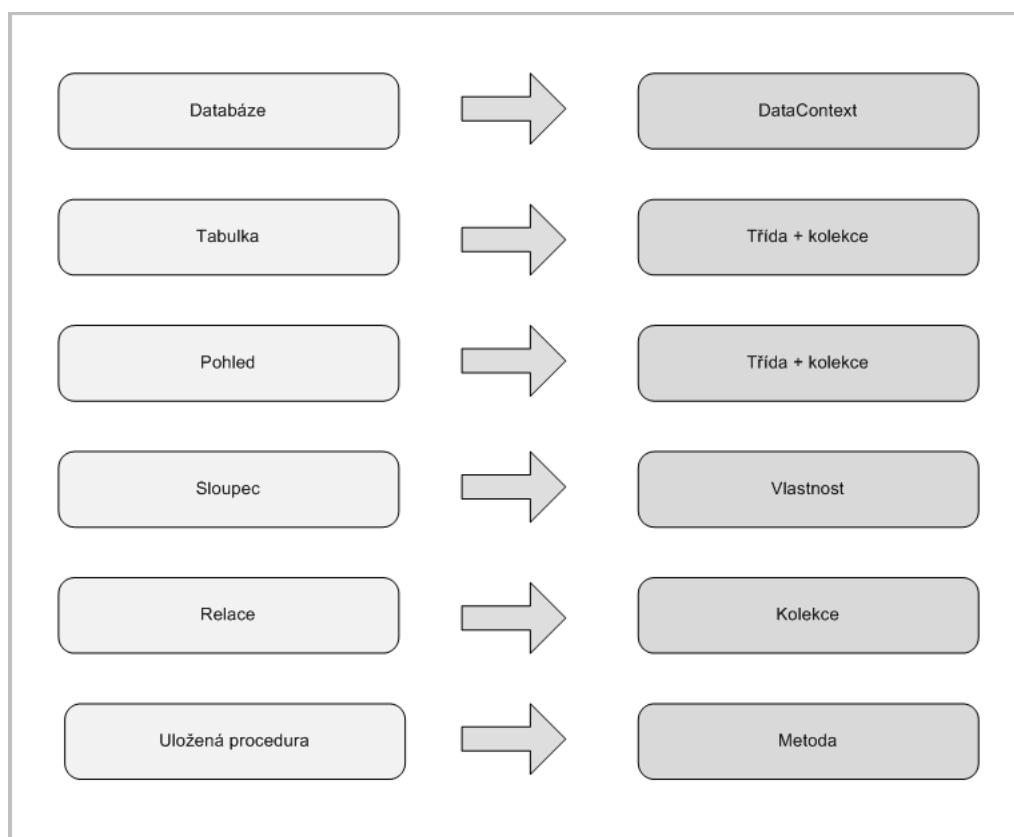 Databáze
DataContext
Tabulka
Třída + kolekce
Pohled
Třída + kolekce
Sloupec
Vlastnost
Relace
Kolekce
Uložená procedura
Metoda